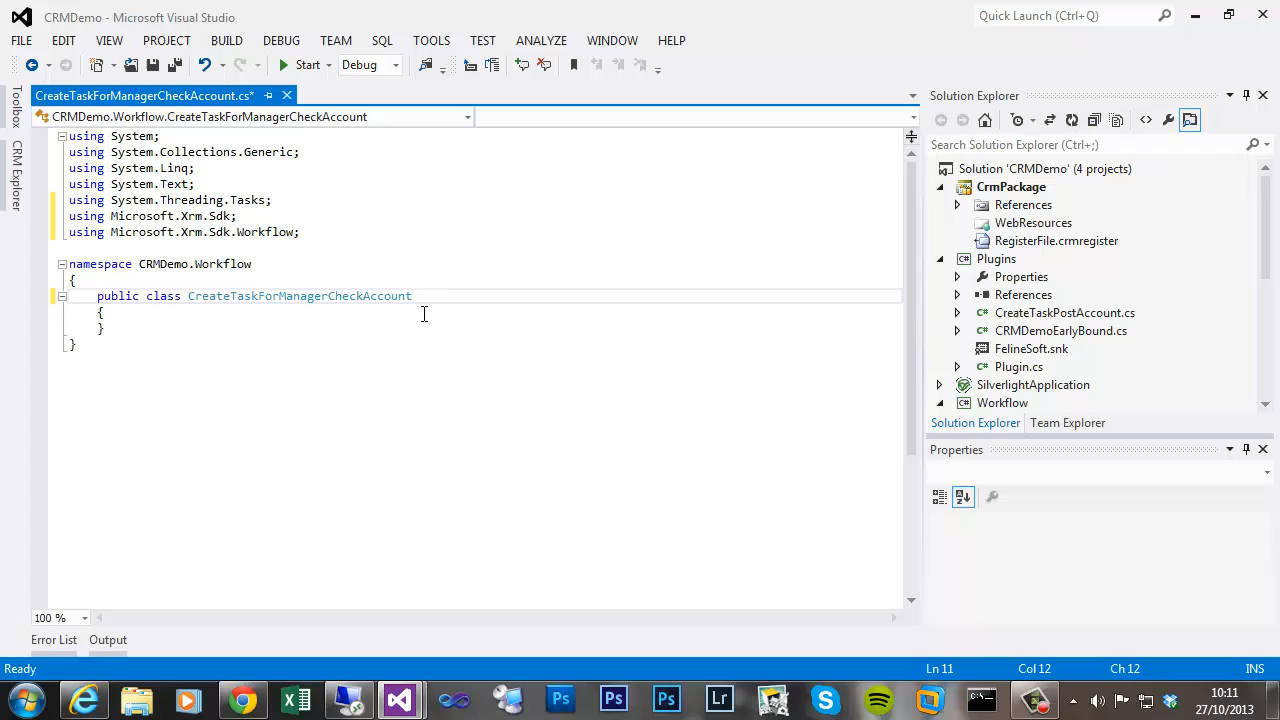 CRMDemo - Microsoft Visual Studio
Quick Launch (Ctrl+Q)
FILE EDIT VIEW PROJECT BUILD DEBUG TEAM SQL TOOLS TEST ANALYZE WINDOW HELP
Start Debug
Toolbox
CRM Explorer
CreateTaskForManagerCheckAccount.cs*
CRMDemo.Workflow.CreateTaskForManagerCheckAccount
using System;
using System.Collections.Generic;
using System.Linq;
using System.Text;
using System.Threading.Tasks;
using Microsoft.Xrm.Sdk;
using Microsoft.Xrm.Sdk.Workflow;
namespace CRMDemo.Workflow
{
public class CreateTaskForManagerCheckAccount
{
}
}
100 %
Solution Explorer
Search Solution Explorer (Ctrl+;)
Solution 'CRMDemo' (4 projects)
CrmPackage
References
WebResources
RegisterFile.crmregister
C# Plugins
Properties
References
C# CreateTaskPostAccount.cs
C# CRMDemoEarlyBound.cs
FelineSoft.snk
C# Plugin.cs
SilverlightApplication
C# Workflow
Solution Explorer Team Explorer
Properties
Error List Output
Ready
Ln 11 Col 12 Ch 12 INS
Ps Ps Ps Lr
10:11
27/10/2013